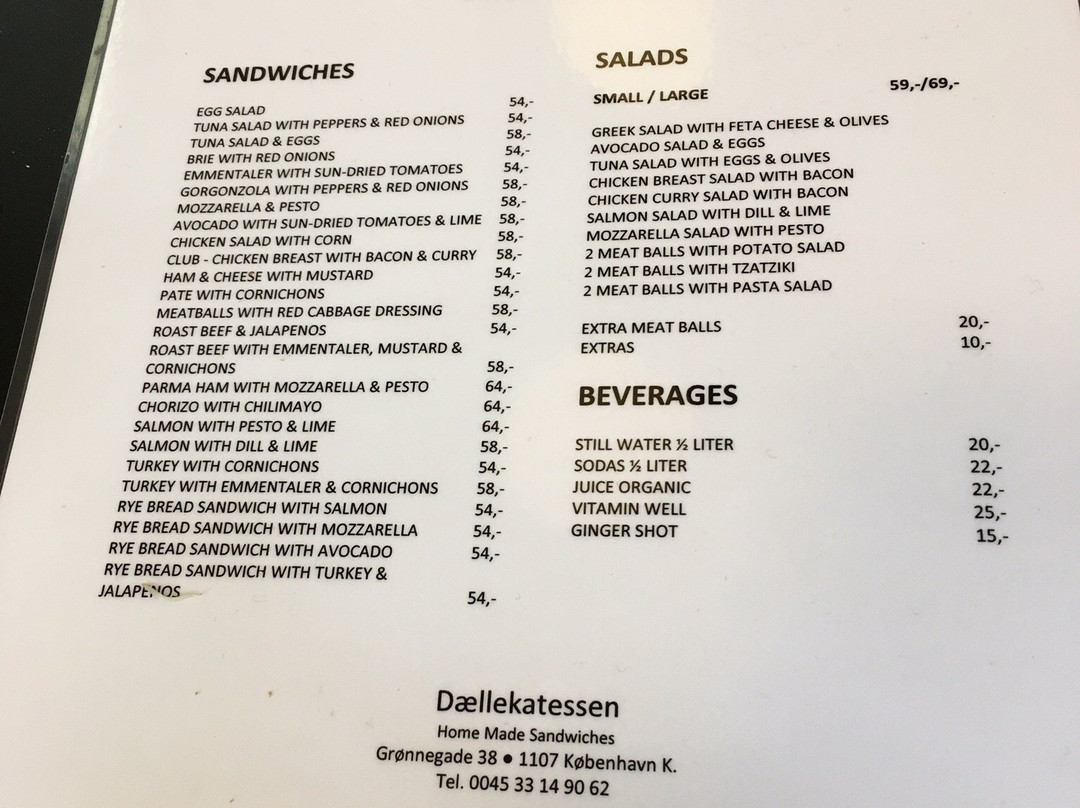 SANDWICHES
EGG SALAD 54,-
TUNA SALAD WITH PEPPERS & RED ONIONS 54,-
TUNA SALAD & EGGS 58,-
BRIE WITH RED ONIONS 54,-
EMMENTALER WITH SUN-DRIED TOMATOES 54,-
GORGONZOLA WITH PEPPERS & RED ONIONS 58,-
MOZZARELLA & PESTO 58,-
AVOCADO WITH SUN-DRIED TOMATOES & LIME 58,-
CHICKEN SALAD WITH CORN 58,-
CLUB - CHICKEN BREAST WITH BACON & CURRY 58,-
HAM & CHEESE WITH MUSTARD 54,-
PATE WITH CORNICHONS 54,-
MEATBALLS WITH RED CABBAGE DRESSING 58,-
ROAST BEEF & JALAPENOS 54,-
ROAST BEEF WITH EMMENTALER, MUSTARD &
CORNICHONS 58,-
PARMA HAM WITH MOZZARELLA & PESTO 64,-
CHORIZO WITH CHILIMAYO 64,-
SALMON WITH PESTO & LIME 64,-
SALMON WITH DILL & LIME 58,-
TURKEY WITH CORNICHONS 54,-
TURKEY WITH EMMENTALER & CORNICHONS 58,-
RYE BREAD SANDWICH WITH SALMON 54,-
RYE BREAD SANDWICH WITH MOZZARELLA 54,-
RYE BREAD SANDWICH WITH AVOCADO 54,-
RYE BREAD SANDWICH WITH TURKEY &
JALAPENOS 54,-
SALADS
SMALL / LARGE 59,-/69,-
GREEK SALAD WITH FETA CHEESE & OLIVES
AVOCADO SALAD & EGGS
TUNA SALAD WITH EGGS & OLIVES
CHICKEN BREAST SALAD WITH BACON
CHICKEN CURRY SALAD WITH BACON
SALMON SALAD WITH DILL & LIME
MOZZARELLA SALAD WITH PESTO
2 MEAT BALLS WITH POTATO SALAD
2 MEAT BALLS WITH TZATZIKI
2 MEAT BALLS WITH PASTA SALAD
EXTRA MEAT BALLS 20,-
EXTRAS 10,-
BEVERAGES
STILL WATER ½ LITER 20,-
SODAS ½ LITER 22,-
JUICE ORGANIC 22,-
VITAMIN WELL 25,-
GINGER SHOT 15,-
Dællekatessen
Home Made Sandwiches
Grønnegade 38 ● 1107 København K.
Tel. 0045 33 14 90 62